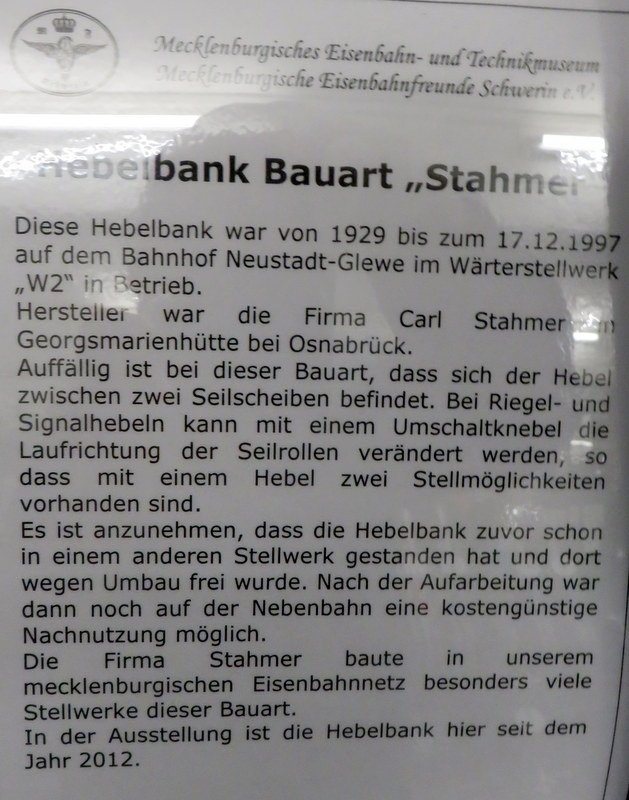 Mecklenburgisches Eisenbahn- und Technikmuseum
Mecklenburgische Eisenbahnfreunde Schwerin e.V.
Hebelbank Bauart „Stahmer
Diese Hebelbank war von 1929 bis zum 17.12.1997
auf dem Bahnhof Neustadt-Glewe im Wärterstellwerk
„W2“ in Betrieb.
Hersteller war die Firma Carl Stahmer in
Georgsmarienhütte bei Osnabrück.
Auffällig ist bei dieser Bauart, dass sich der Hebel
zwischen zwei Seilscheiben befindet. Bei Riegel- und
Signalhebeln kann mit einem Umschaltknebel die
Laufrichtung der Seilrollen verändert werden, so
dass mit einem Hebel zwei Stellmöglichkeiten
vorhanden sind.
Es ist anzunehmen, dass die Hebelbank zuvor schon
in einem anderen Stellwerk gestanden hat und dort
wegen Umbau frei wurde. Nach der Aufarbeitung war
dann noch auf der Nebenbahn eine kostengünstige
Nachnutzung möglich.
Die Firma Stahmer baute in unserem
mecklenburgischen Eisenbahnnetz besonders viele
Stellwerke dieser Bauart.
In der Ausstellung ist die Hebelbank hier seit dem
Jahr 2012.